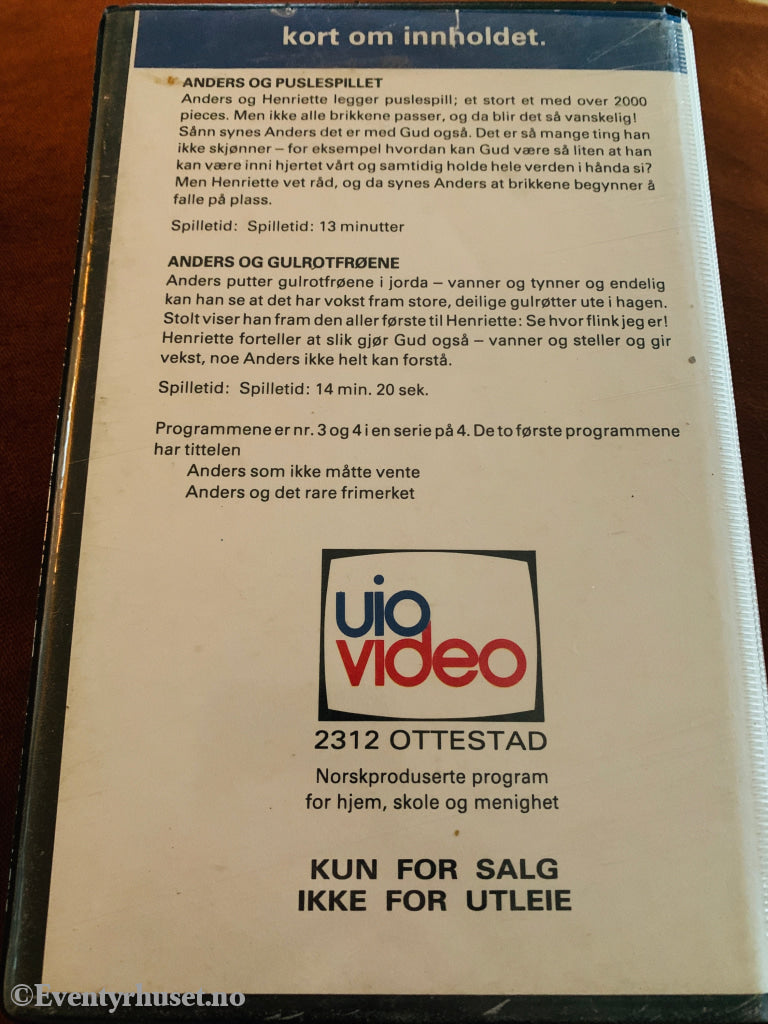 kort om innholdet.
ANDERS OG PUSLESPILLET
Anders og Henriette legger puslespill; et stort et med over 2000
pieces. Men ikke alle brikkene passer, og da blir det så vanskelig!
Sånn synes Anders det er med Gud også. Det er så mange ting han
ikke skjønner – for eksempel hvordan kan Gud være så liten at han
kan være inni hjertet vårt og samtidig holde hele verden i hånda si?
Men Henriette vet råd, og da synes Anders at brikkene begynner å
falle på plass.
Spilletid: Spilletid: 13 minutter
ANDERS OG GULROTFRØENE
Anders putter gulrotfrøene i jorda – vanner og tynner og endelig
kan han se at det har vokst fram store, deilige gulrøtter ute i hagen.
Stolt viser han fram den aller første til Henriette: Se hvor flink jeg er!
Henriette forteller at slik gjør Gud også – vanner og steller og gir
vekst, noe Anders ikke helt kan forstå.
Spilletid: Spilletid: 14 min. 20 sek.
Programmene er nr. 3 og 4 i en serie på 4. De to første programmene
har tittelen
Anders som ikke måtte vente
Anders og det rare frimerket
uio
video
2312 OTTESTAD
Norskproduserte program
for hjem, skole og menighet
KUN FOR SALG
IKKE FOR UTLEIE
©Eventyrhuset.no